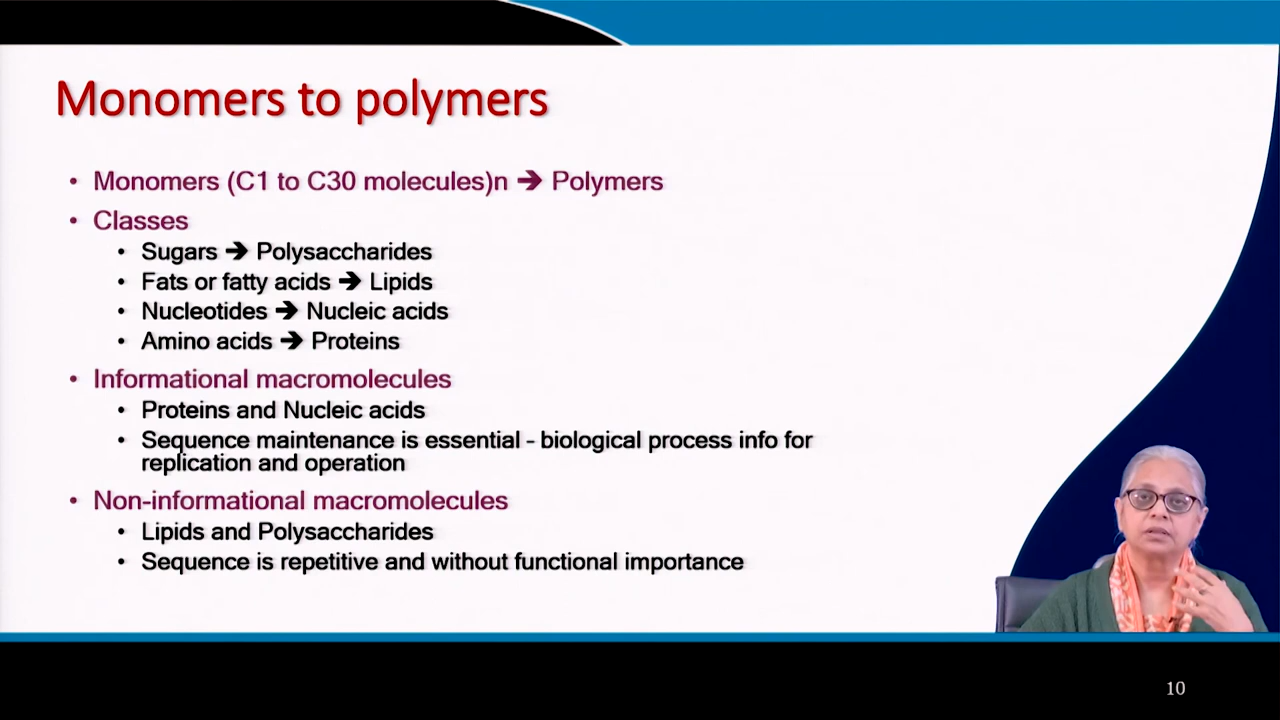 Monomers to polymers
• Monomers (C1 to C30 molecules)n ➔ Polymers
• Classes
• Sugars ➔ Polysaccharides
• Fats or fatty acids ➔ Lipids
• Nucleotides ➔ Nucleic acids
• Amino acids ➔ Proteins
• Informational macromolecules
• Proteins and Nucleic acids
• Sequence maintenance is essential - biological process info for
replication and operation
• Non-informational macromolecules
• Lipids and Polysaccharides
• Sequence is repetitive and without functional importance
10